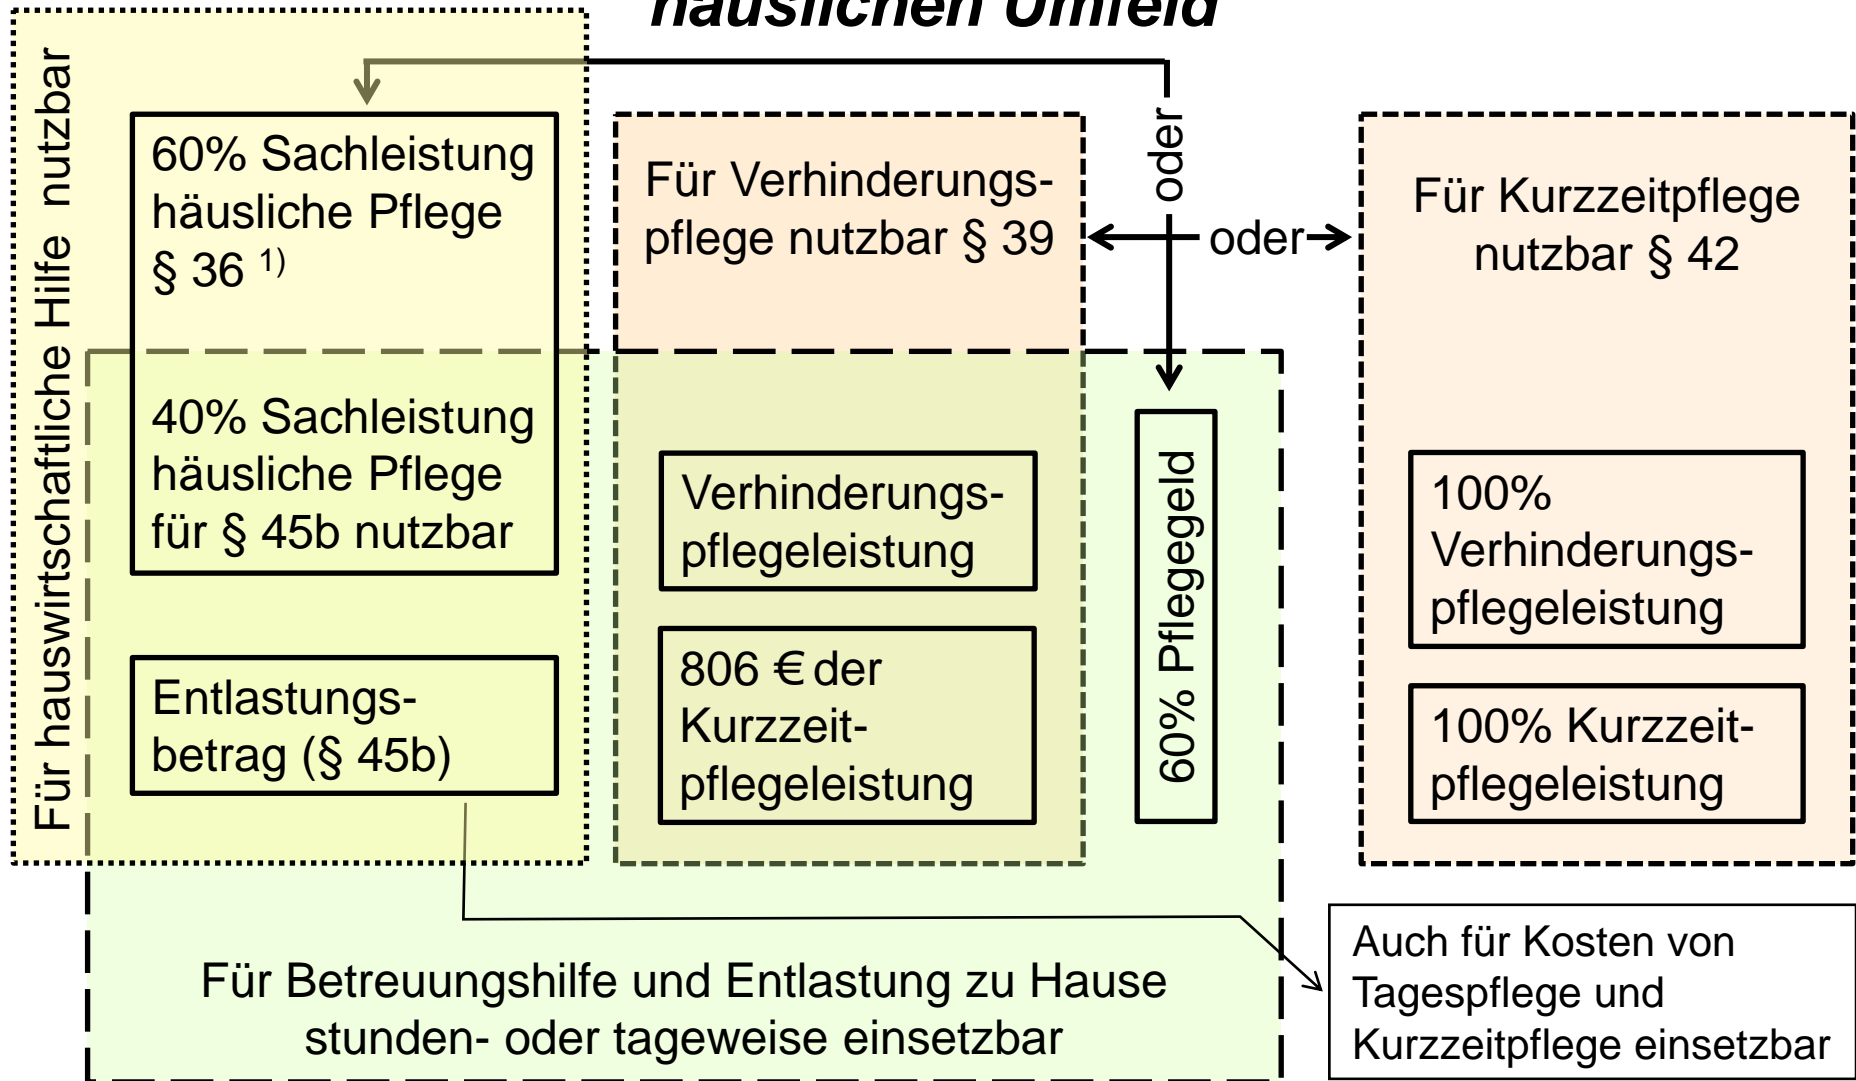 häuslichen Umfeld
Für hauswirtschaftliche Hilfe nutzbar
60% Sachleistung
häusliche Pflege
§ 36 1)
40% Sachleistung
häusliche Pflege
für § 45b nutzbar
Entlastungs-
betrag (§ 45b)
Für Verhinderungs-
pflege nutzbar § 39
Verhinderungs-
pflegeleistung
806 € der
Kurzzeit-
pflegeleistung
oder
oder
60% Pflegegeld
Für Kurzzeitpflege
nutzbar § 42
100%
Verhinderungs-
pflegeleistung
100% Kurzzeit-
pflegeleistung
Für Betreuungshilfe und Entlastung zu Hause
stunden- oder tageweise einsetzbar
Auch für Kosten von
Tagespflege und
Kurzzeitpflege einsetzbar